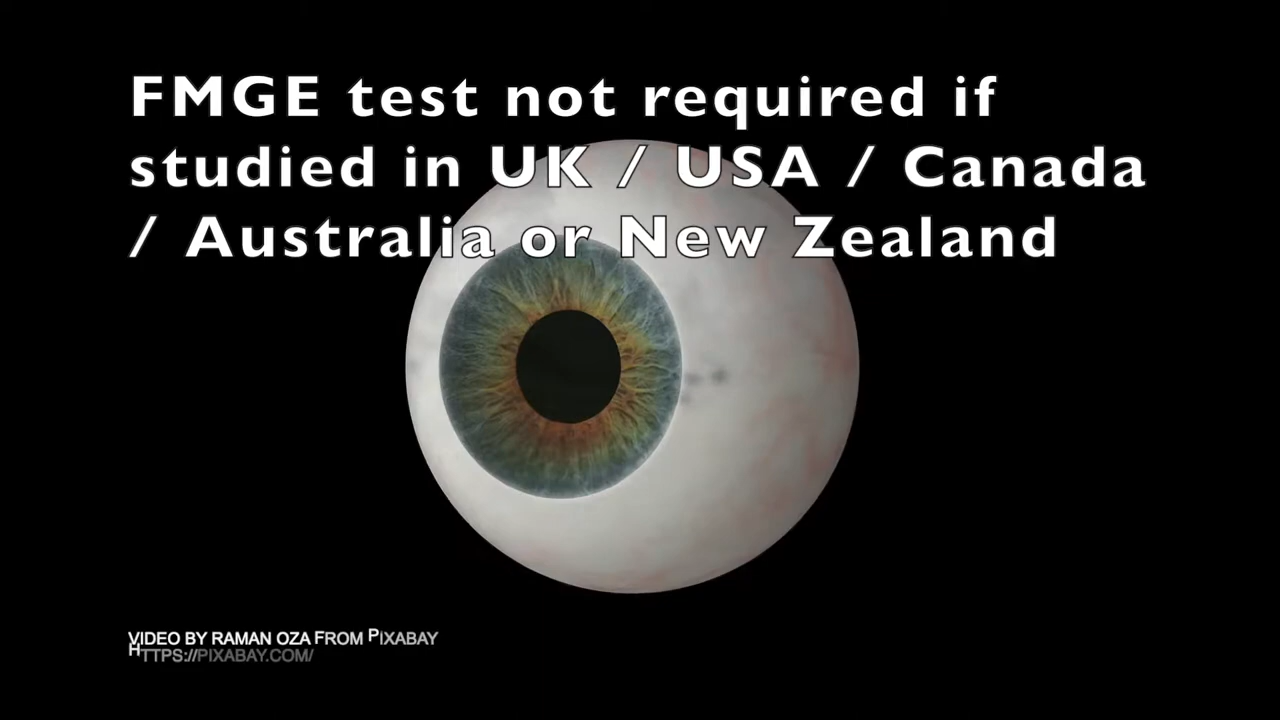 FMGE test not required if
studied in UK / USA / Canada
/ Australia or New Zealand
VIDEO BY RAMAN OZA FROM PIXABAY
HTTPS://PIXABAY.COM/